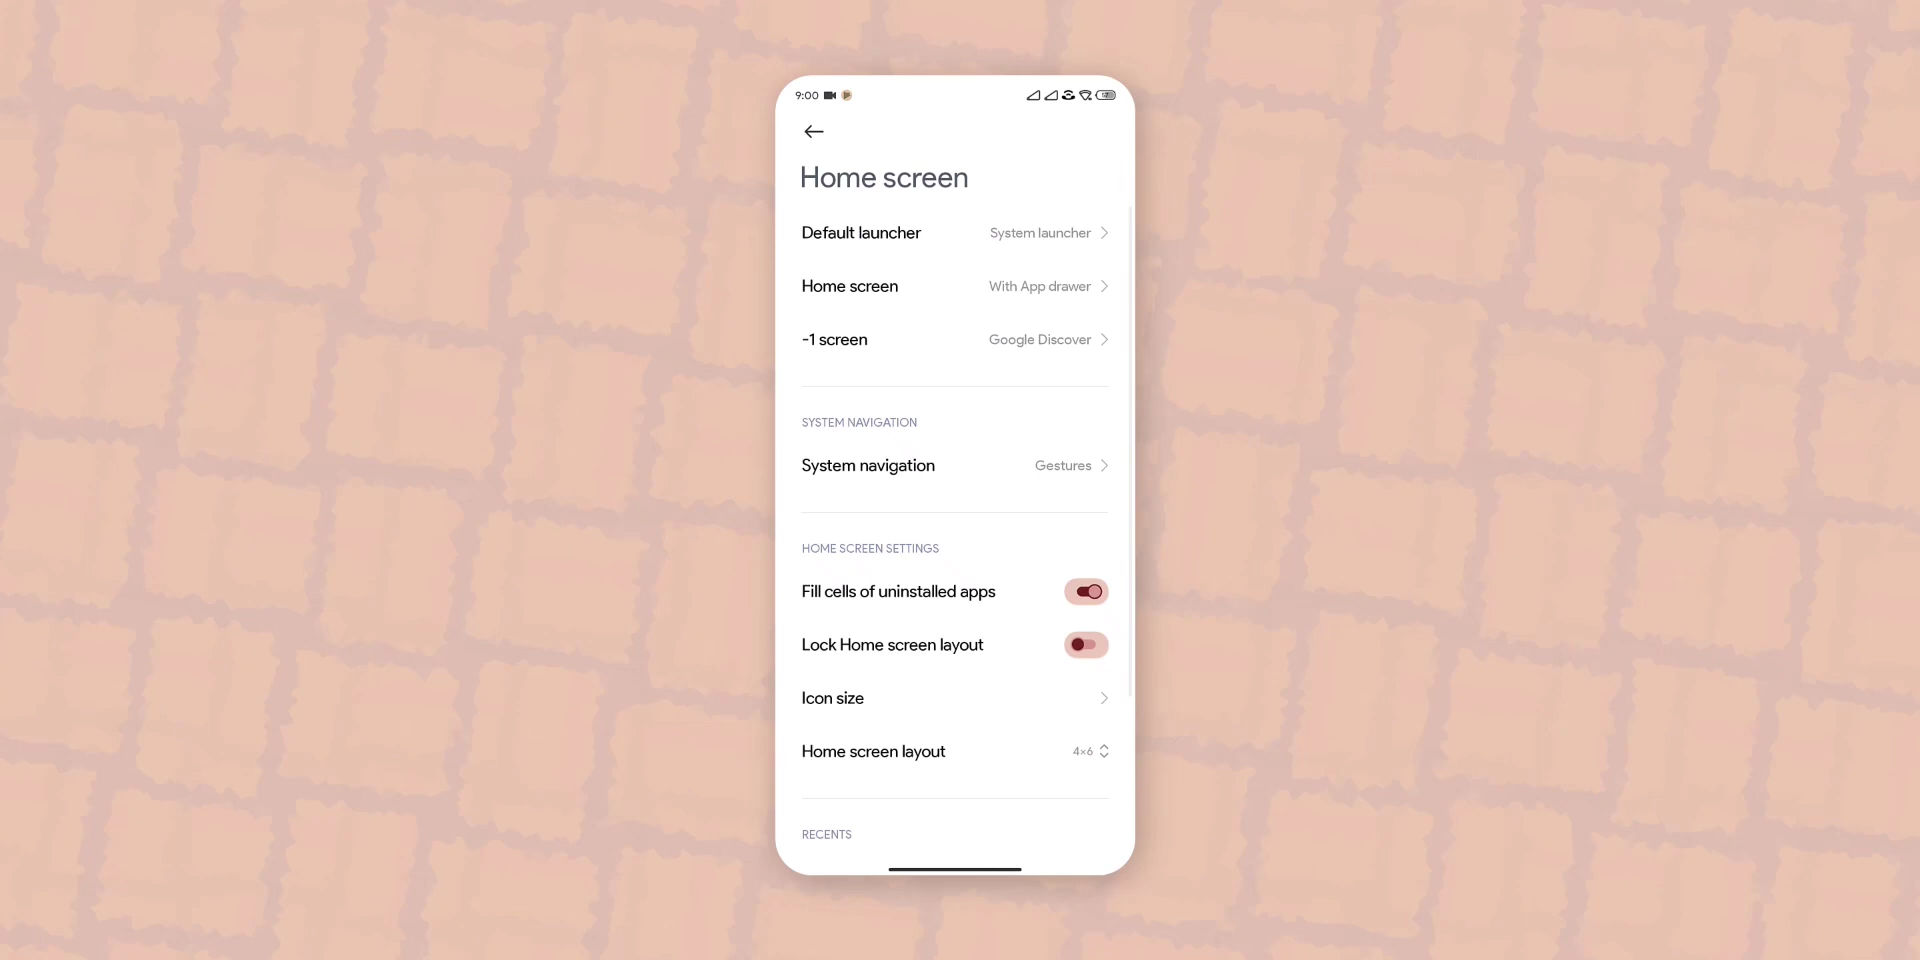 9:00
Home screen
Default launcher System launcher
Home screen With App drawer
-1 screen Google Discover
SYSTEM NAVIGATION
System navigation Gestures
HOME SCREEN SETTINGS
Fill cells of uninstalled apps
Lock Home screen layout
Icon size
Home screen layout 4×6
RECENTS